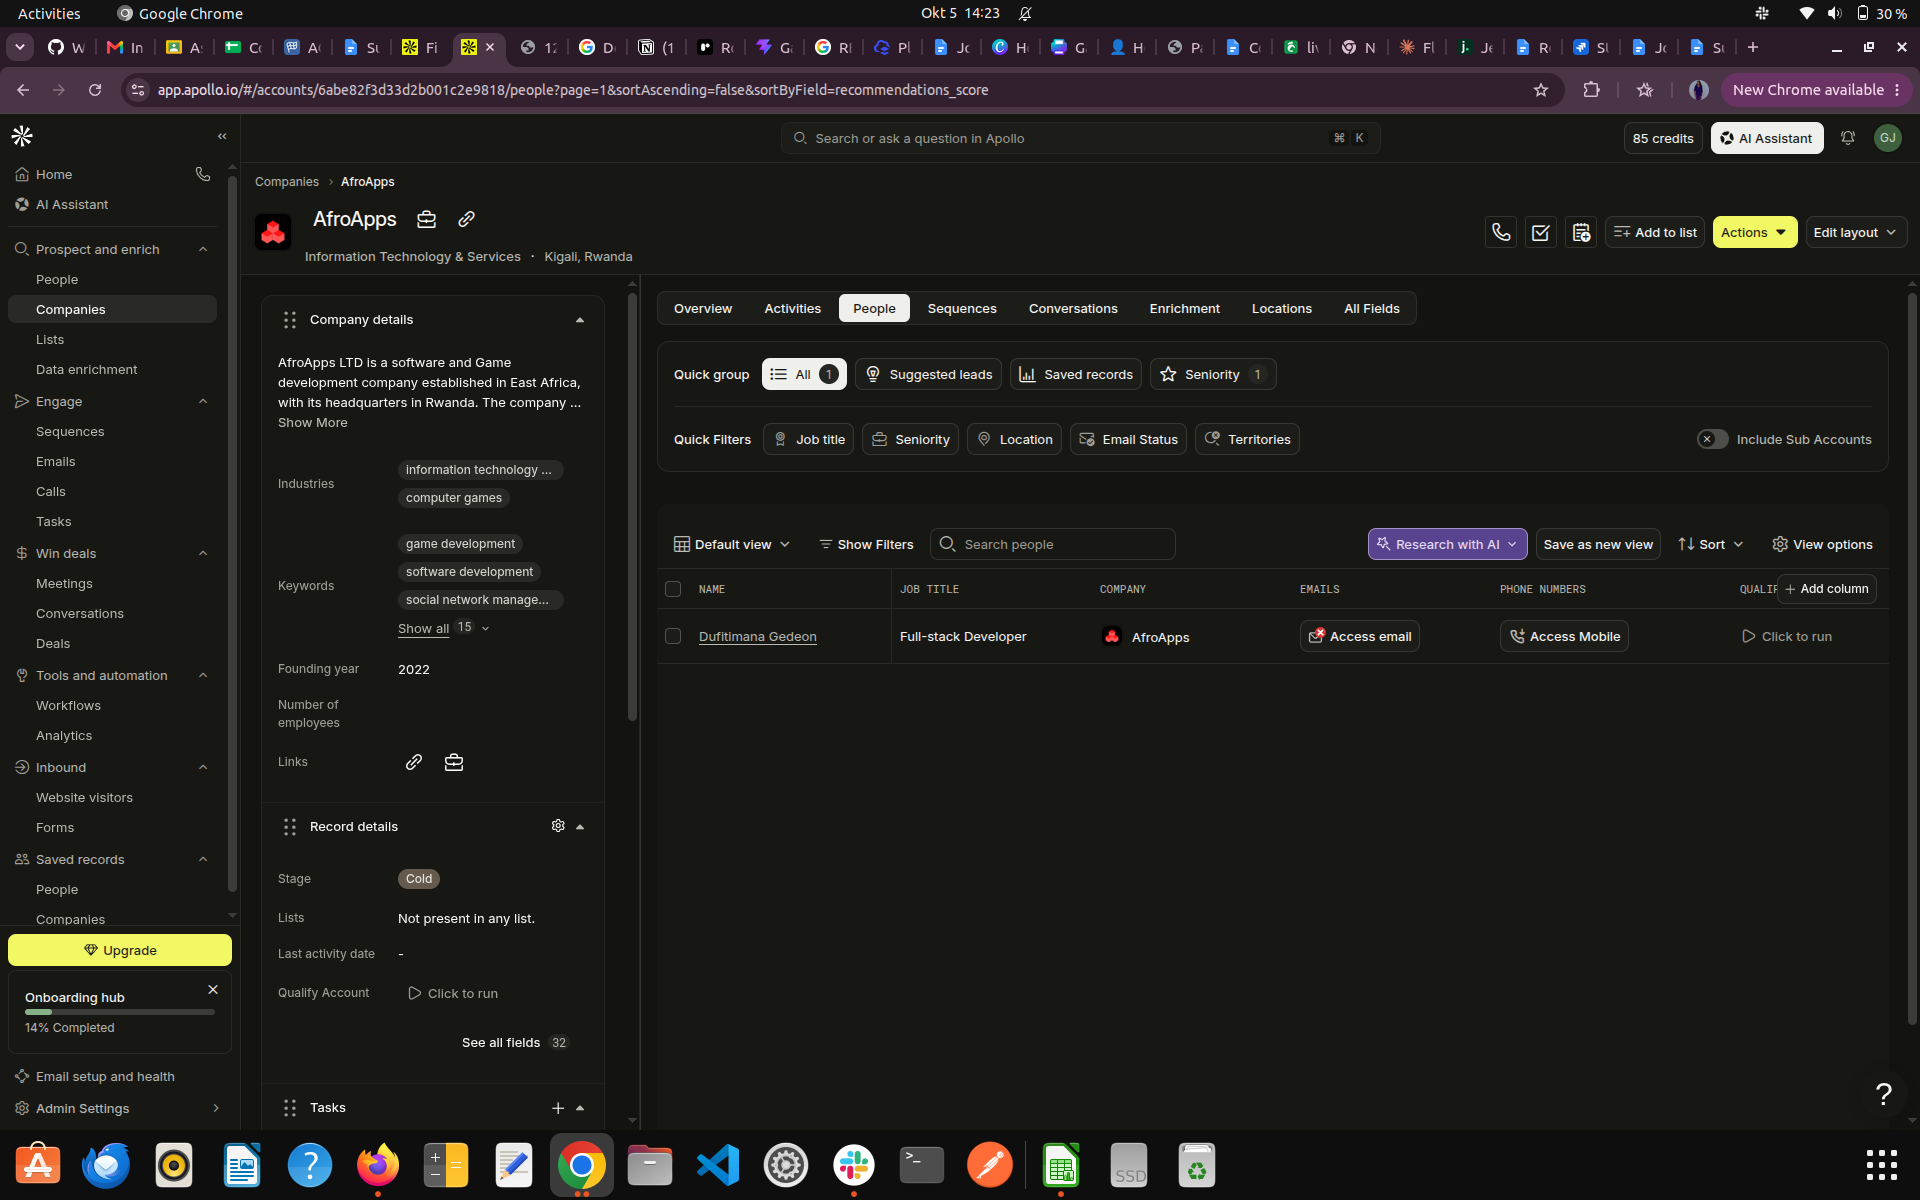 Activities
Google Chrome
Okt 5 14:23
30 %
app.apollo.io/#/accounts/6abe82f3d33d2b001c2e9818/people?page=1&sortAscending=false&sortByField=recommendations_score
New Chrome available
Search or ask a question in Apollo
⌘ K
85 credits
AI Assistant
GJ
Home
AI Assistant
Prospect and enrich
People
Companies
Lists
Data enrichment
Engage
Sequences
Emails
Calls
Tasks
Win deals
Meetings
Conversations
Deals
Tools and automation
Workflows
Analytics
Inbound
Website visitors
Forms
Saved records
People
Companies
Upgrade
Onboarding hub
14% Completed
Email setup and health
Admin Settings
Companies › AfroApps
AfroApps
Information Technology & Services · Kigali, Rwanda
Add to list
Actions
Edit layout
Company details
AfroApps LTD is a software and Game
development company established in East Africa,
with its headquarters in Rwanda. The company ...
Show More
Industries
information technology ...
computer games
Keywords
game development
software development
social network manage...
Show all 15
Founding year
2022
Number of
employees
Links
Record details
Stage
Cold
Lists
Not present in any list.
Last activity date
-
Qualify Account
Click to run
See all fields 32
Tasks
Overview
Activities
People
Sequences
Conversations
Enrichment
Locations
All Fields
Quick group
All 1
Suggested leads
Saved records
Seniority 1
Quick Filters
Job title
Seniority
Location
Email Status
Territories
Include Sub Accounts
Default view
Show Filters
Search people
Research with AI
Save as new view
Sort
View options
NAME
JOB TITLE
COMPANY
EMAILS
PHONE NUMBERS
QUALIF
Add column
Dufitimana Gedeon
Full-stack Developer
AfroApps
Access email
Access Mobile
Click to run
?
SSD